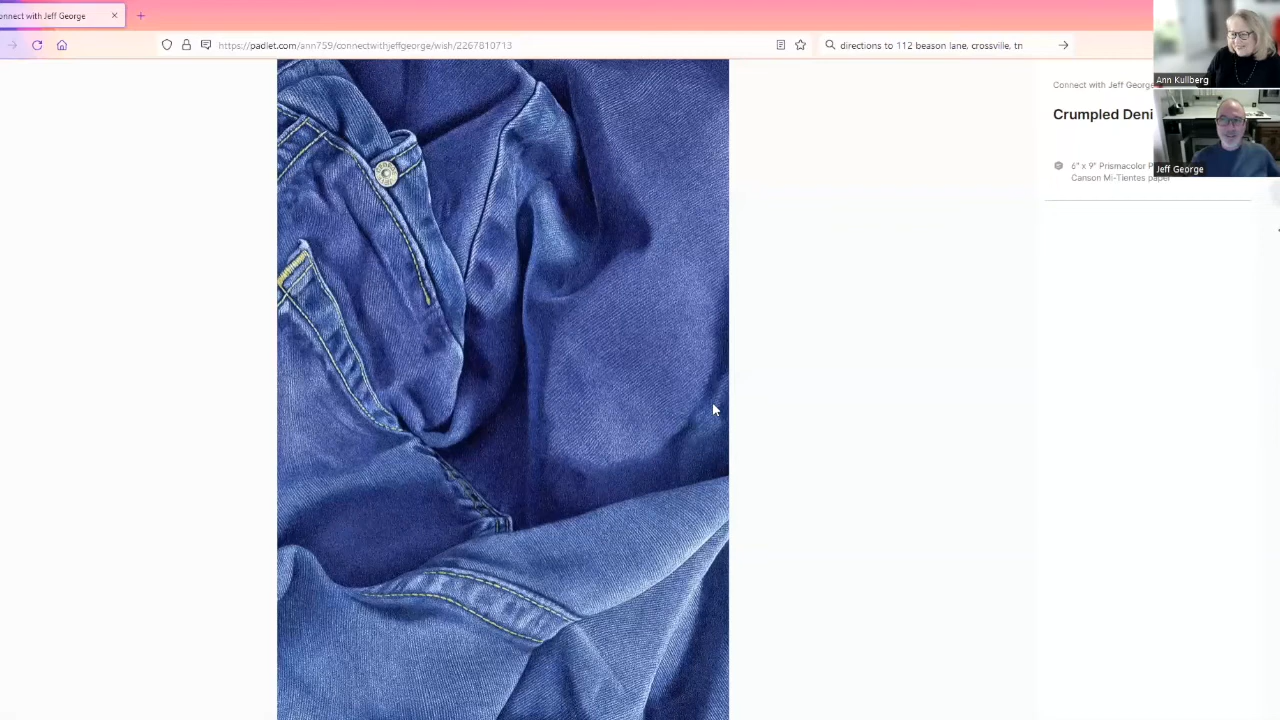 onnect with Jeff George
https://padlet.com/ann759/connectwithjeffgeorge/wish/2267810713
directions to 112 beason lane, crossville, tn
Ann Kullberg
Connect with Jeff George
Crumpled Deni
6" x 9" Prismacolor P
Canson Mi-Tientes paper
Jeff George